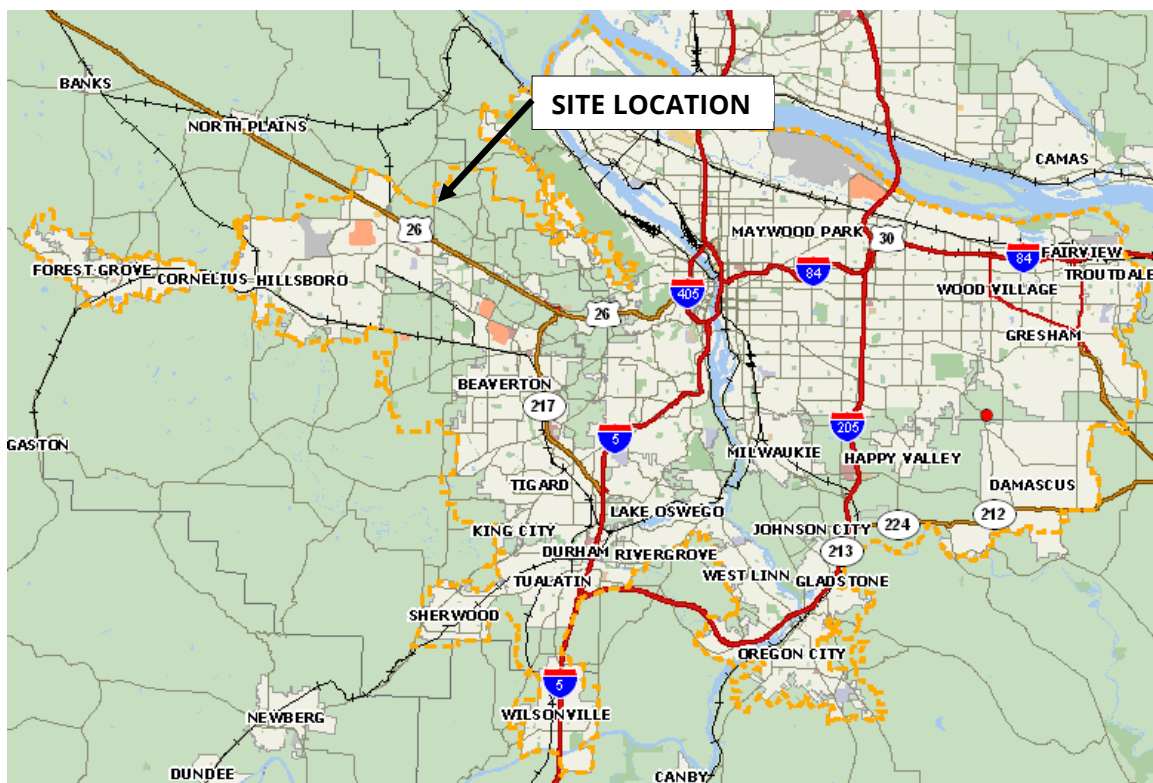 SITE LOCATION
BANKS
NORTH PLAINS
CAMAS
26
MAYWOOD PARK
30
84
FAIRVIEW
FOREST GROVE
CORNELIUS
HILLSBORO
84
TROUTDALE
405
WOOD VILLAGE
26
GRESHAM
BEAVERTON
217
5
205
GASTON
MILWAUKIE
HAPPY VALLEY
TIGARD
DAMASCUS
LAKE OSWEGO
KING CITY
JOHNSON CITY
224
212
DURHAM
RIVERGROVE
213
TUALATIN
WEST LINN
GLADSTONE
SHERWOOD
OREGON CITY
5
NEWBERG
WILSONVILLE
DUNDEE
CANBY